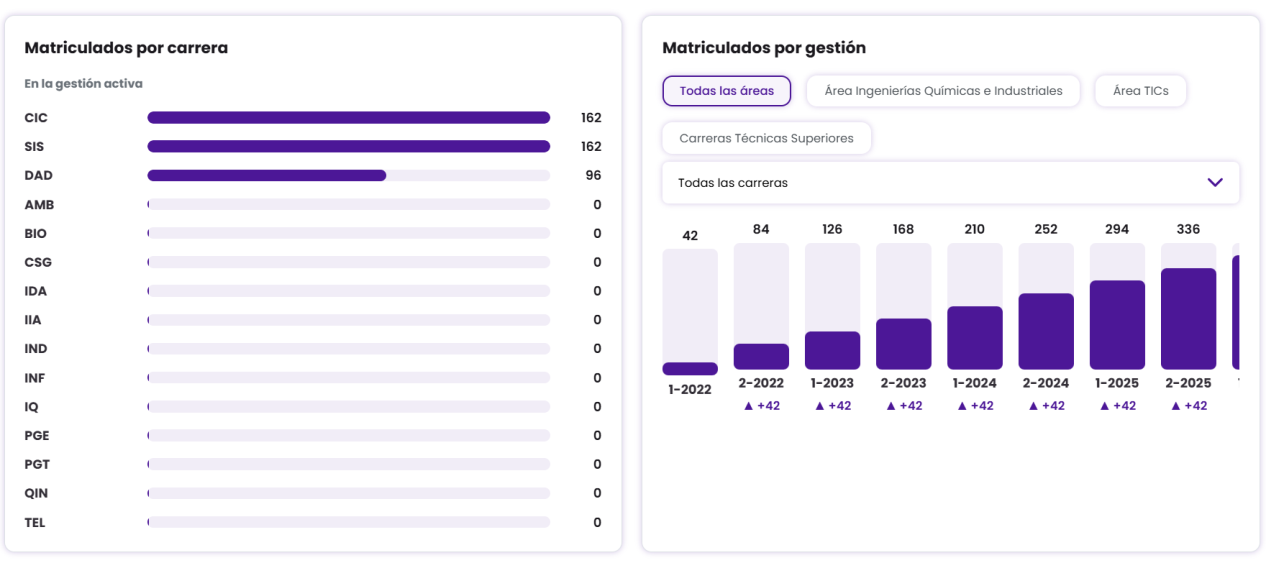 Matriculados por carrera
En la gestión activa
CIC 162
SIS 162
DAD 96
AMB 0
BIO 0
CSG 0
IDA 0
IIA 0
IND 0
INF 0
IQ 0
PGE 0
PGT 0
QIN 0
TEL 0
Matriculados por gestión
Todas las áreas Área Ingenierías Químicas e Industriales Área TICs
Carreras Técnicas Superiores
Todas las carreras
42 84 126 168 210 252 294 336
1-2022 2-2022 1-2023 2-2023 1-2024 2-2024 1-2025 2-2025
▲ +42 ▲ +42 ▲ +42 ▲ +42 ▲ +42 ▲ +42 ▲ +42